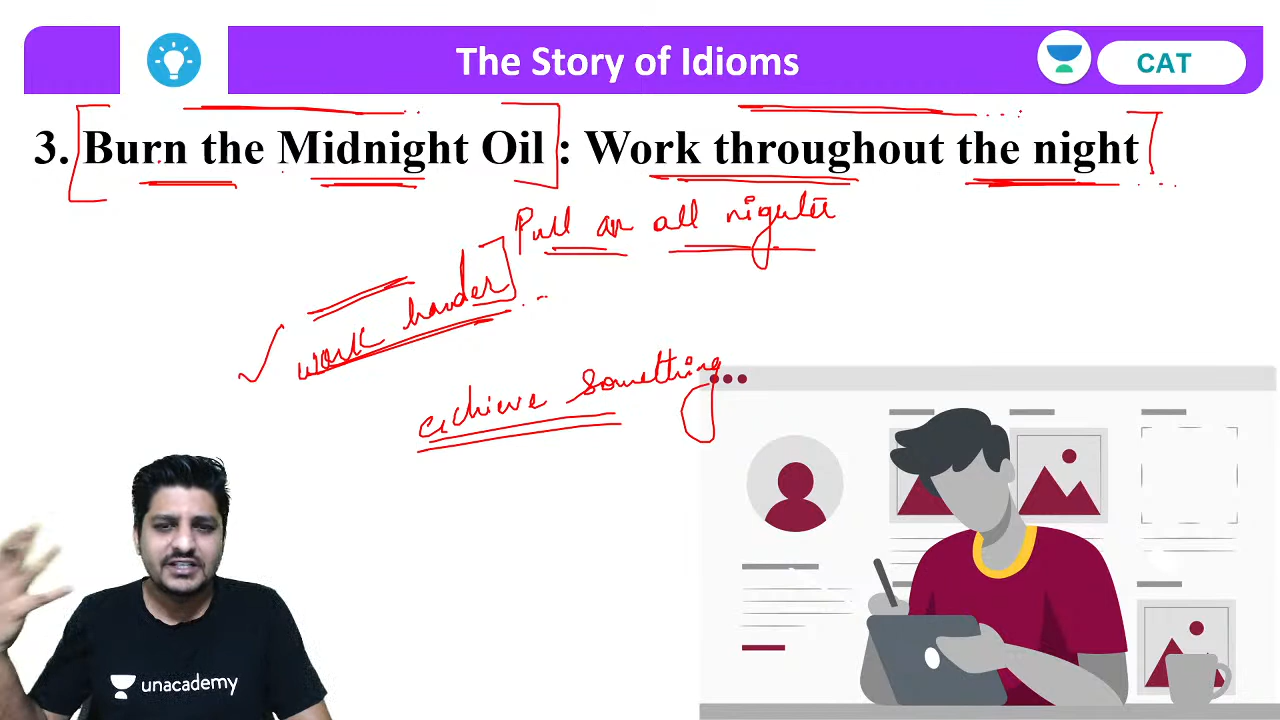 The Story of Idioms
CAT
3. Burn the Midnight Oil : Work throughout the night
Pull an all nighter
work harder
achieve something
unacademy